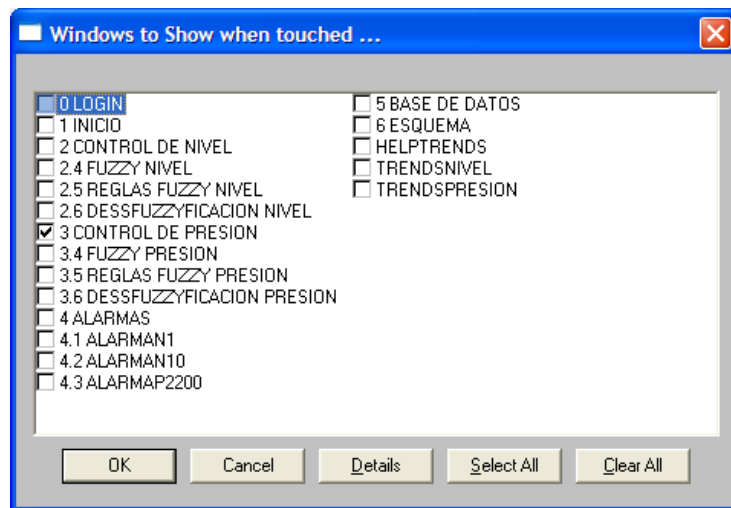 Windows to Show when touched ...
0 LOGIN
1 INICIO
2 CONTROL DE NIVEL
2.4 FUZZY NIVEL
2.5 REGLAS FUZZY NIVEL
2.6 DESSFUZZYFICACION NIVEL
3 CONTROL DE PRESION
3.4 FUZZY PRESION
3.5 REGLAS FUZZY PRESION
3.6 DESSFUZZYFICACION PRESION
4 ALARMAS
4.1 ALARMAN1
4.2 ALARMAN10
4.3 ALARMAP2200
5 BASE DE DATOS
6 ESQUEMA
HELPTRENDS
TRENDSNIVEL
TRENDSPRESION
OK Cancel Details Select All Clear All